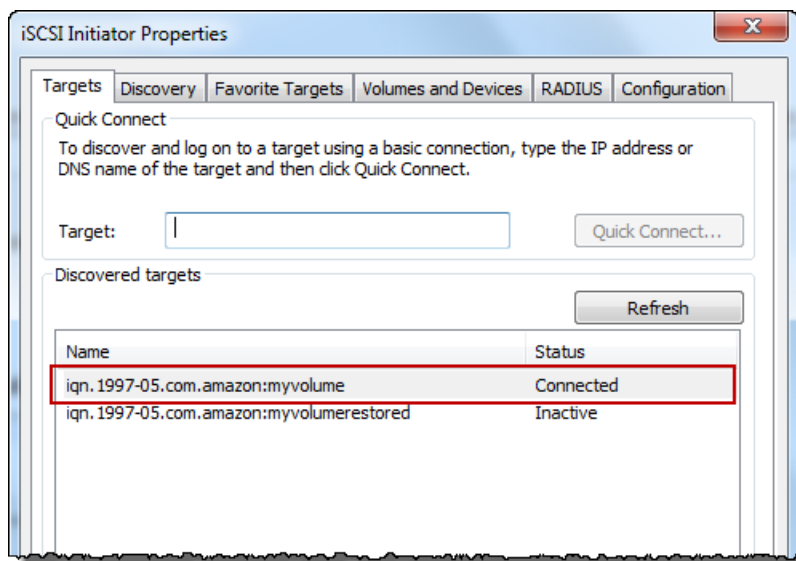 iSCSI Initiator Properties
Targets Discovery Favorite Targets Volumes and Devices RADIUS Configuration
Quick Connect
To discover and log on to a target using a basic connection, type the IP address or
DNS name of the target and then click Quick Connect.
Target: Quick Connect...
Discovered targets
Refresh
Name Status
iqn.1997-05.com.amazon:myvolume Connected
iqn.1997-05.com.amazon:myvolumerestored Inactive